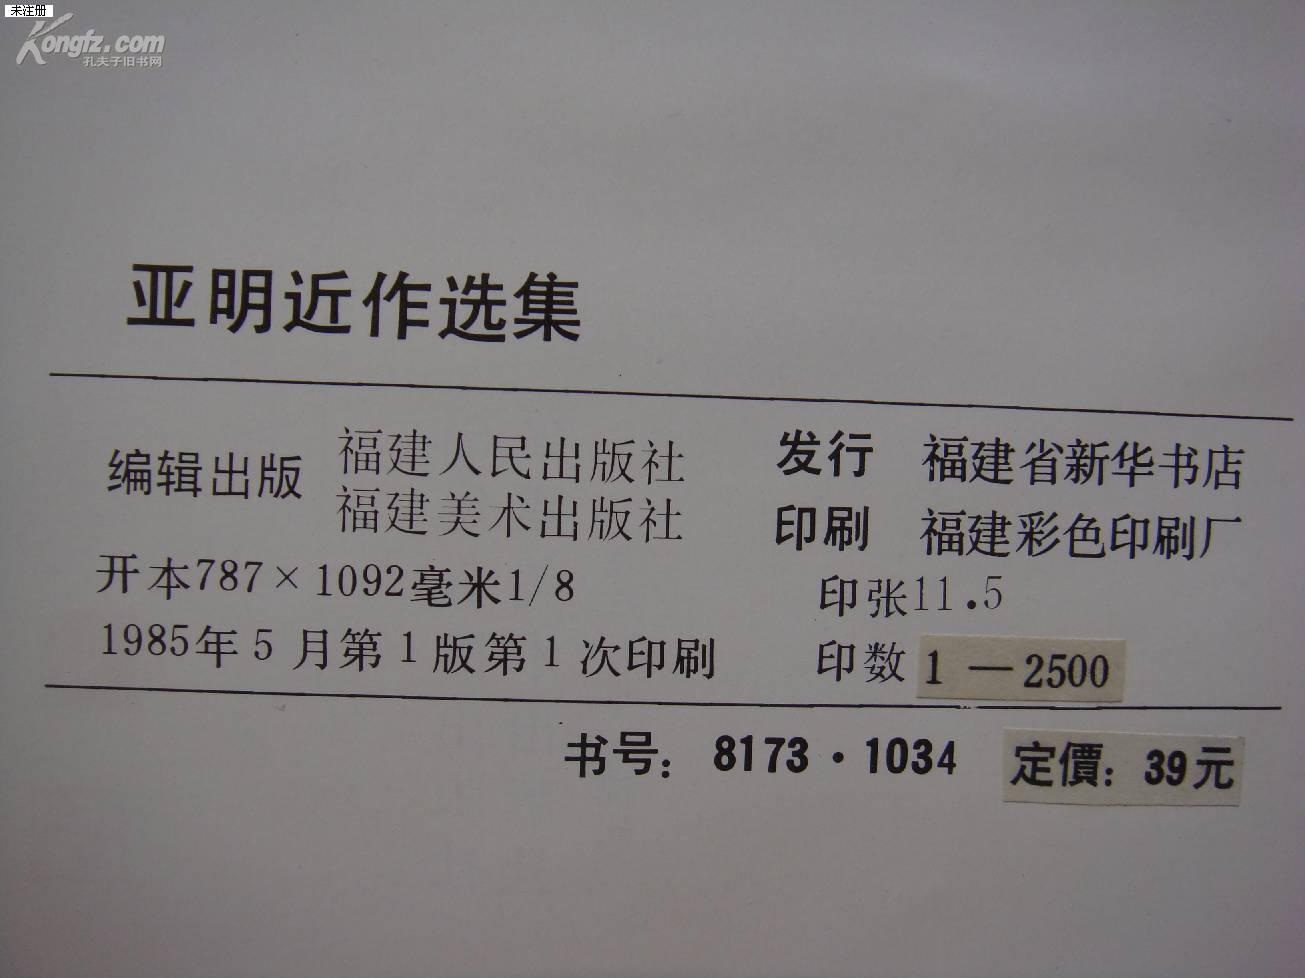 未注册
Kongfz.com
孔夫子旧书网
亚明近作选集
编辑出版 福建人民出版社
福建美术出版社
发行 福建省新华书店
印刷 福建彩色印刷厂
开本787×1092毫米1/8
印张11.5
1985年5月第1版第1次印刷
印数 1—2500
书号：8173·1034 定價：39元